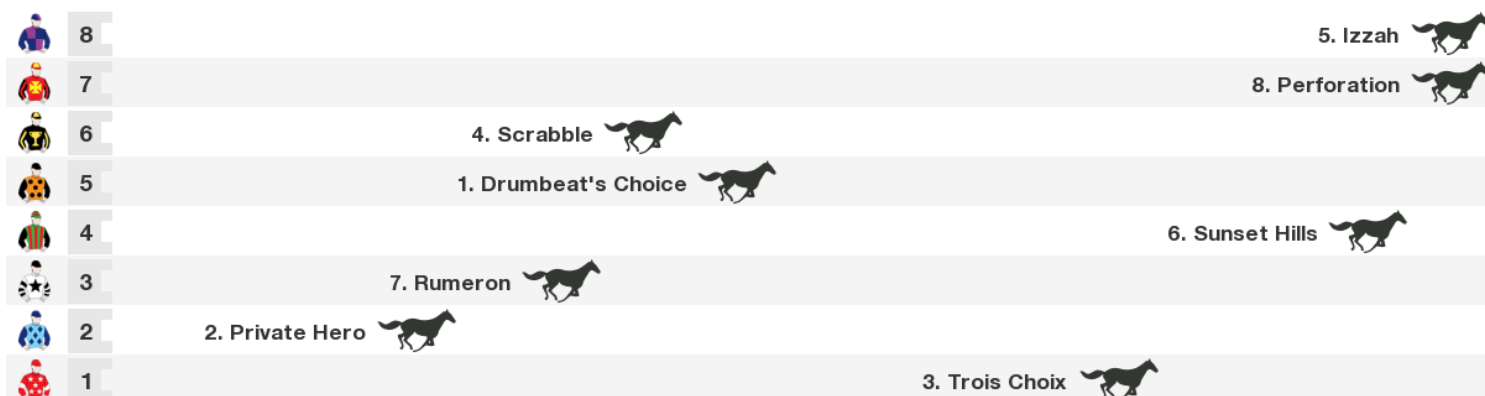 8 5. Izzah
7 8. Perforation
6 4. Scrabble
5 1. Drumbeat's Choice
4 6. Sunset Hills
3 7. Rumeron
2 2. Private Hero
1 3. Trois Choix